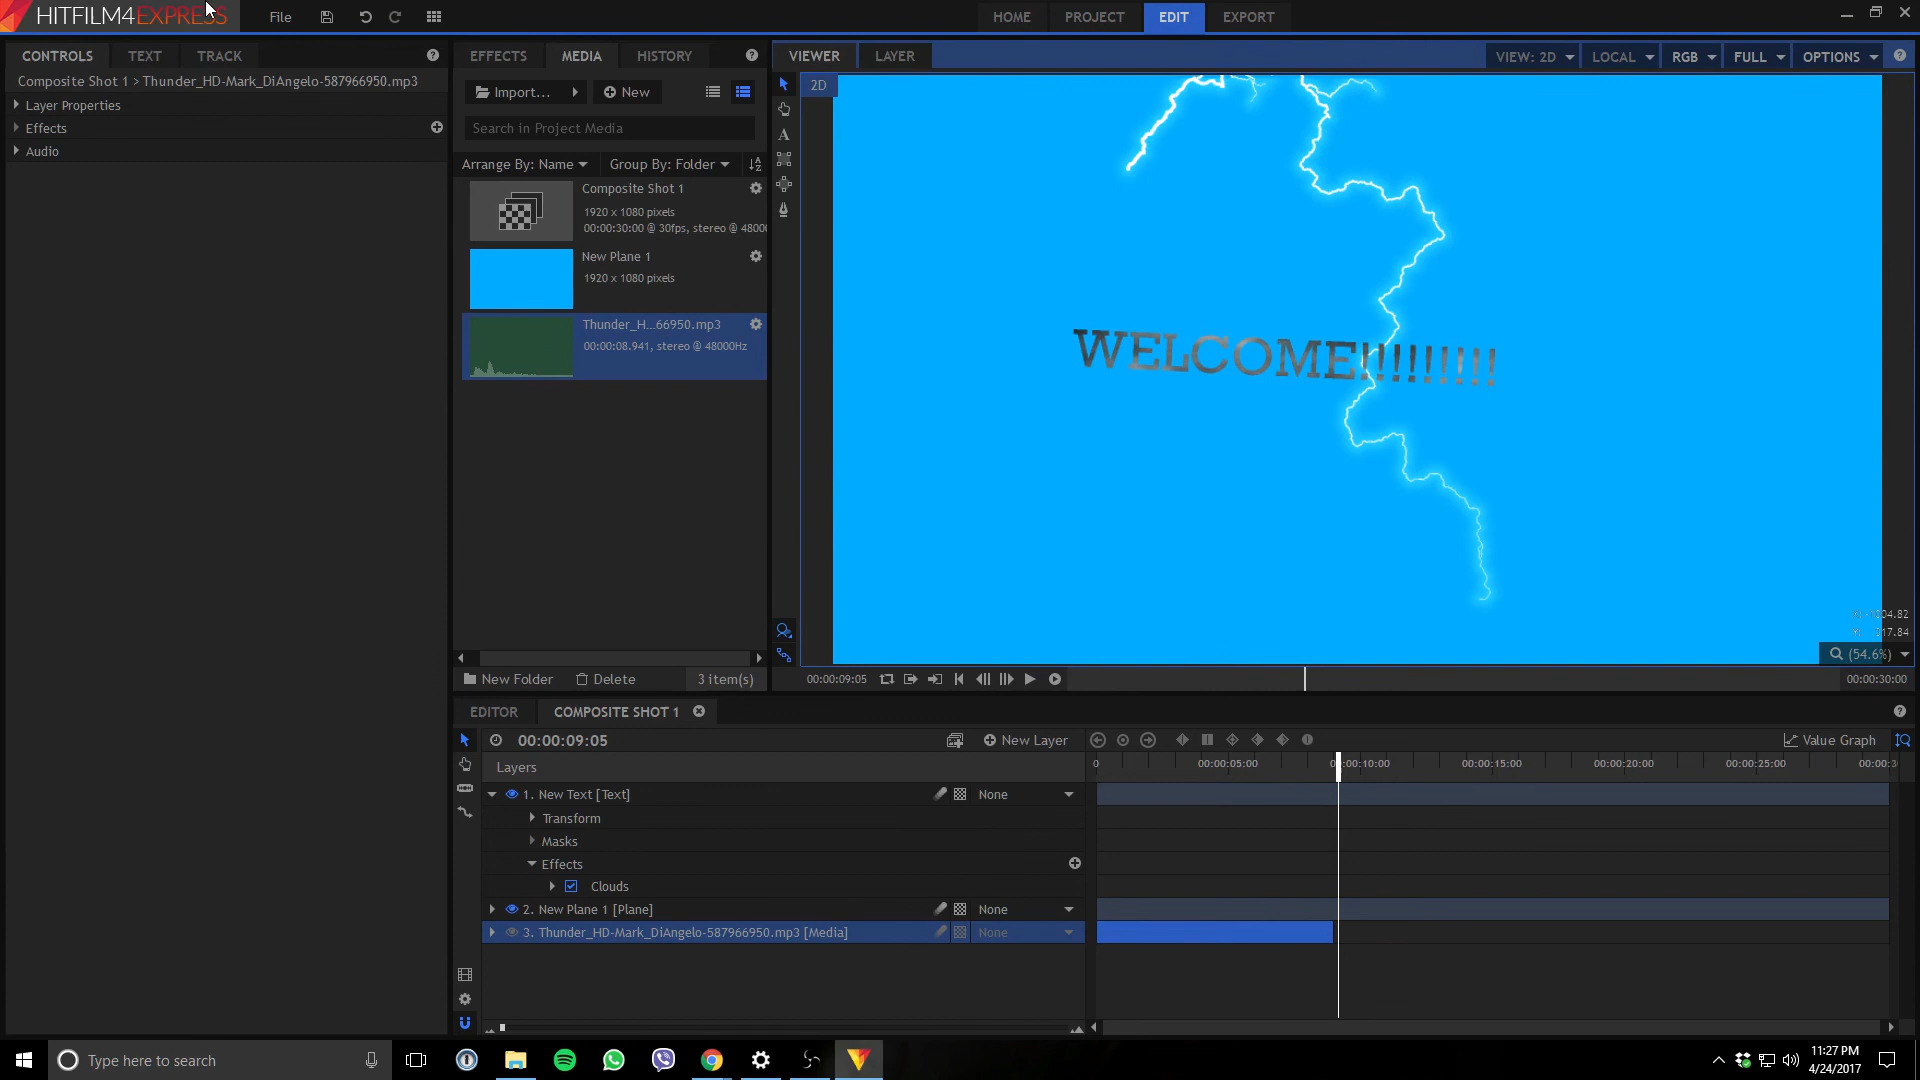 HITFILM4EXPRESS
File
HOME
PROJECT
EDIT
EXPORT
CONTROLS
TEXT
TRACK
Composite Shot 1 > Thunder_HD-Mark_DiAngelo-587966950.mp3
Layer Properties
Effects
Audio
EFFECTS
MEDIA
HISTORY
Import...
New
Search in Project Media
Arrange By: Name
Group By: Folder
Composite Shot 1
1920 x 1080 pixels
00:00:30:00 @ 30fps, stereo @ 4800
New Plane 1
1920 x 1080 pixels
Thunder_H...66950.mp3
00:00:08.941, stereo @ 48000Hz
New Folder
Delete
3 item(s)
VIEWER
LAYER
VIEW: 2D
LOCAL
RGB
FULL
OPTIONS
2D
A
WELCOME!!!!!!!!!
(54.6%)
00:00:09:05
00:00:30:00
EDITOR
COMPOSITE SHOT 1
00:00:09:05
New Layer
Value Graph
Layers
0
00:00:05:00
00:00:10:00
00:00:15:00
00:00:20:00
00:00:25:00
1. New Text [Text]
None
Transform
Masks
Effects
Clouds
2. New Plane 1 [Plane]
None
3. Thunder_HD-Mark_DiAngelo-587966950.mp3 [Media]
None
Type here to search
11:27 PM
4/24/2017